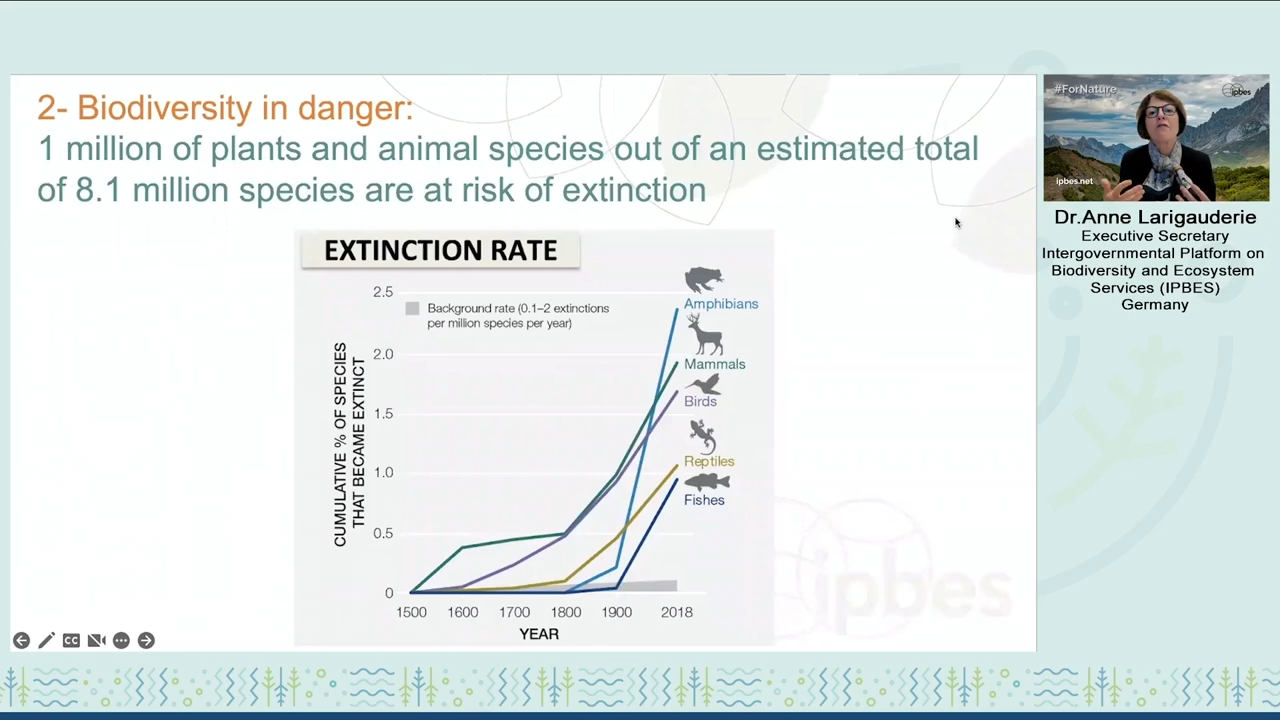 2- Biodiversity in danger:
1 million of plants and animal species out of an estimated total
of 8.1 million species are at risk of extinction
EXTINCTION RATE
Background rate (0.1–2 extinctions
per million species per year)
CUMULATIVE % OF SPECIES
THAT BECAME EXTINCT
2.5
2.0
1.5
1.0
0.5
0
Amphibians
Mammals
Birds
Reptiles
Fishes
1500 1600 1700 1800 1900 2018
YEAR
ipbes
CC
#ForNature
ipbes
ipbes.net
Dr.Anne Larigauderie
Executive Secretary
Intergovernmental Platform on
Biodiversity and Ecosystem
Services (IPBES)
Germany